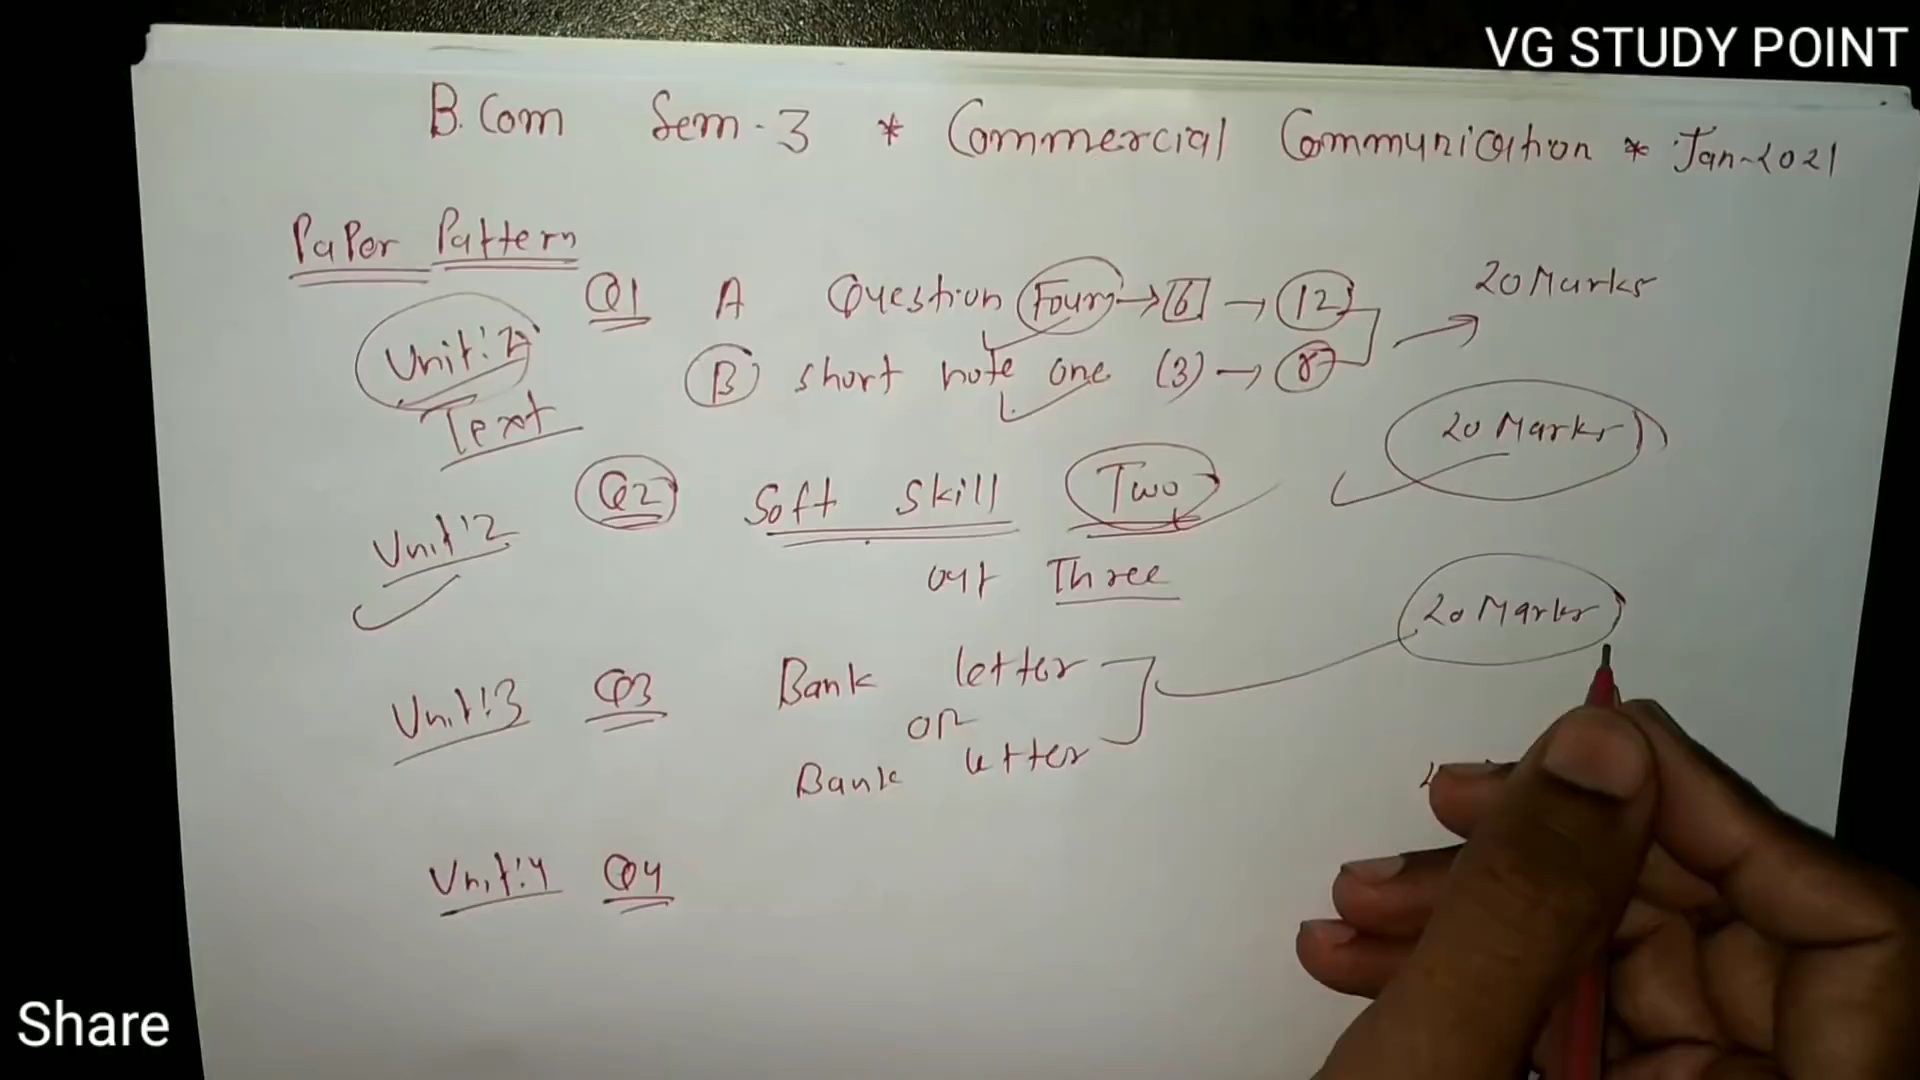 VG STUDY POINT
B.Com Sem-3 * Commercial Communication * Jan-2021
Paper Pattern
Q1 A Question Four → 6 → 12
20 Marks
Unit:
B short note one (3) → 8
Text
20 Marks
Q2 Soft Skill Two
Unit:2
out Three
20 Marks
Unit:3 Q3 Bank letter
OR
Bank letter
Unit:4 Q4
Share